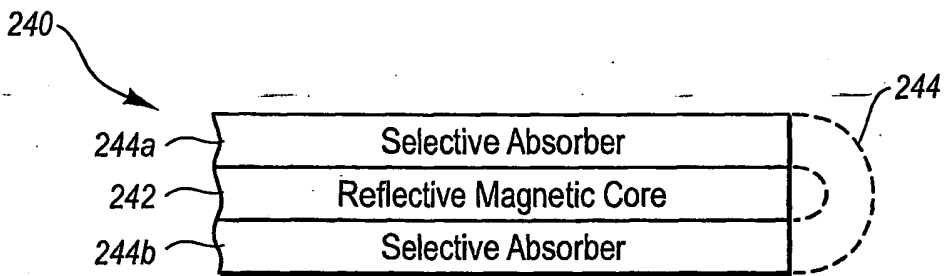 240
244
244a Selective Absorber
242 Reflective Magnetic Core
244b Selective Absorber